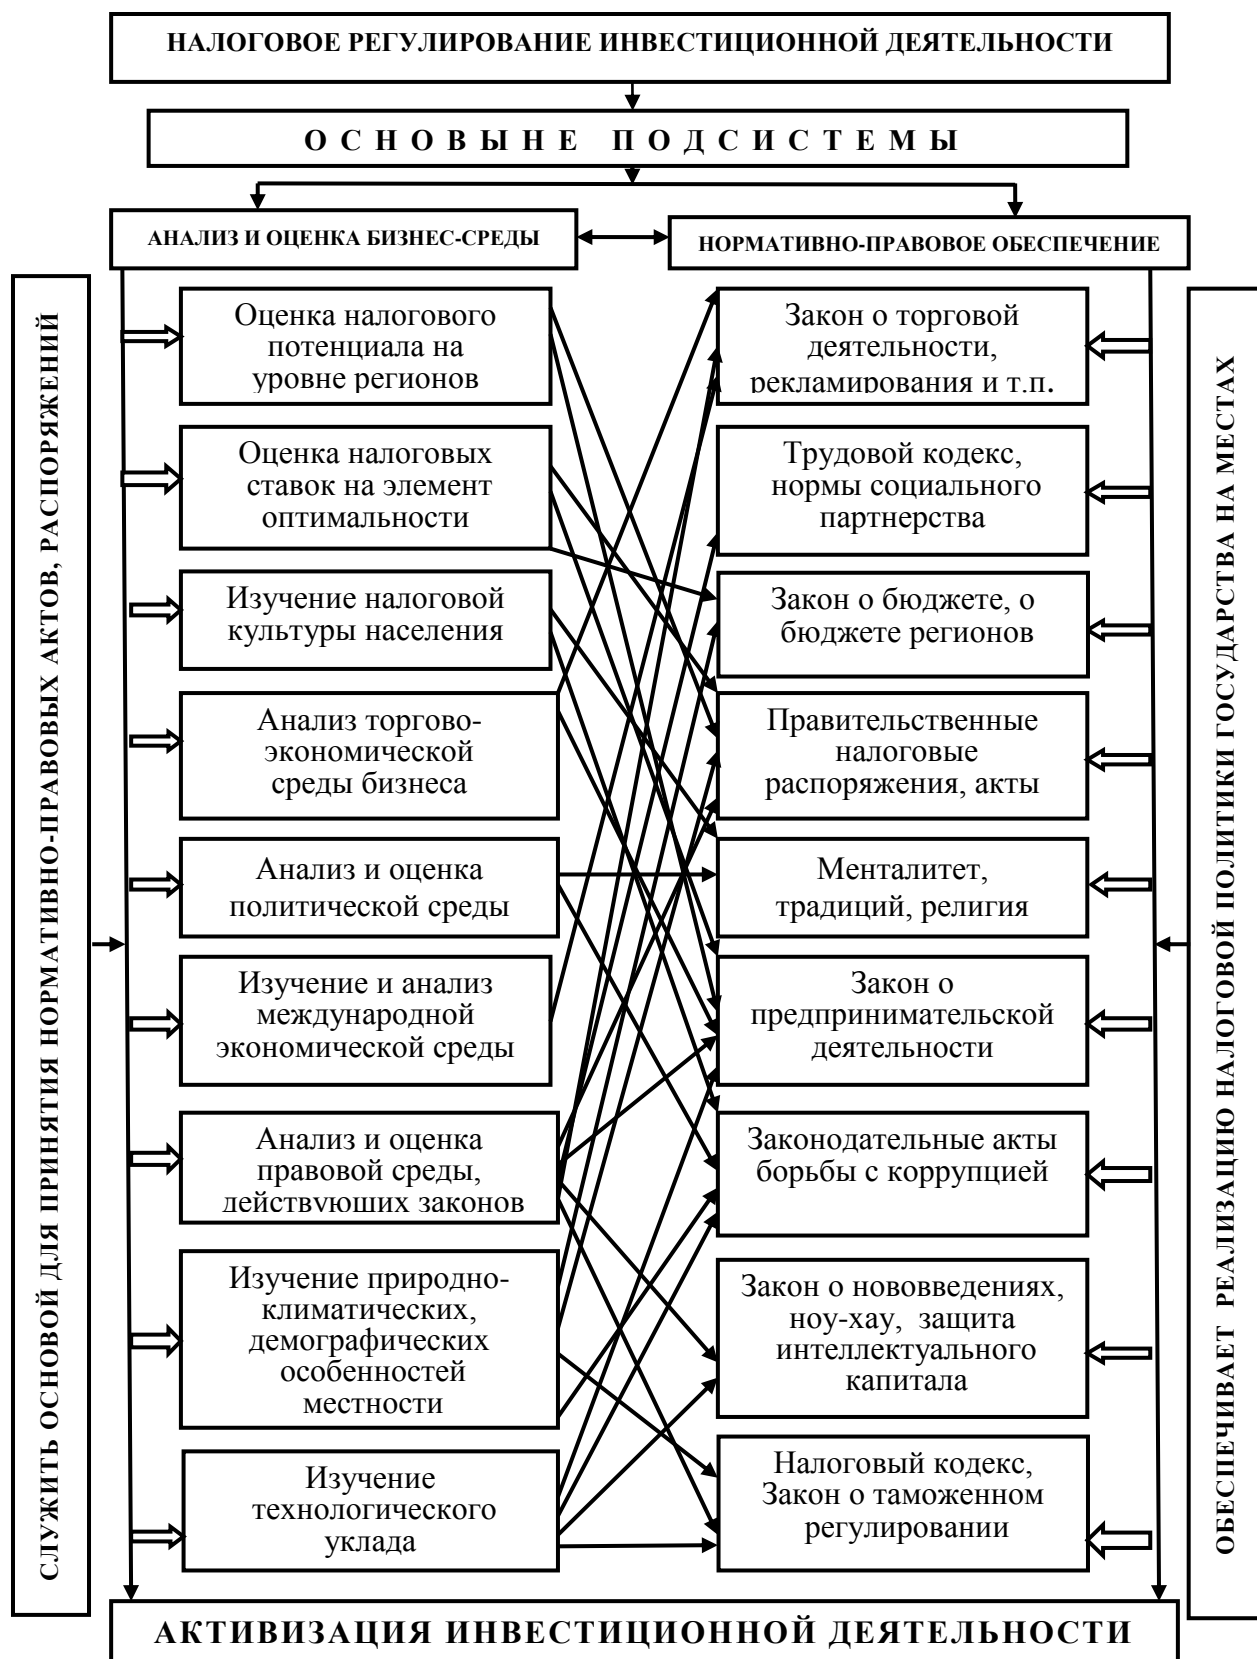 НАЛОГОВОЕ РЕГУЛИРОВАНИЕ ИНВЕСТИЦИОННОЙ ДЕЯТЕЛЬНОСТИ
ОСНОВЫНЕ ПОДСИСТЕМЫ
АНАЛИЗ И ОЦЕНКА БИЗНЕС-СРЕДЫ
НОРМАТИВНО-ПРАВОВОЕ ОБЕСПЕЧЕНИЕ
СЛУЖИТЬ ОСНОВОЙ ДЛЯ ПРИНЯТИЯ НОРМАТИВНО-ПРАВОВЫХ АКТОВ, РАСПОРЯЖЕНИЙ
Оценка налогового
потенциала на
уровне регионов
Оценка налоговых
ставок на элемент
оптимальности
Изучение налоговой
культуры населения
Анализ торгово-
экономической
среды бизнеса
Анализ и оценка
политической среды
Изучение и анализ
международной
экономической среды
Анализ и оценка
правовой среды,
действующих законов
Изучение природно-
климатических,
демографических
особенностей
местности
Изучение
технологического
уклада
Закон о торговой
деятельности,
рекламирования и т.п.
Трудовой кодекс,
нормы социального
партнерства
Закон о бюджете, о
бюджете регионов
Правительственные
налоговые
распоряжения, акты
Менталитет,
традиций, религия
Закон о
предпринимательской
деятельности
Законодательные акты
борьбы с коррупцией
Закон о нововведениях,
ноу-хау, защита
интеллектуального
капитала
Налоговый кодекс,
Закон о таможенном
регулировании
ОБЕСПЕЧИВАЕТ РЕАЛИЗАЦИЮ НАЛОГОВОЙ ПОЛИТИКИ ГОСУДАРСТВА НА МЕСТАХ
АКТИВИЗАЦИЯ ИНВЕСТИЦИОННОЙ ДЕЯТЕЛЬНОСТИ